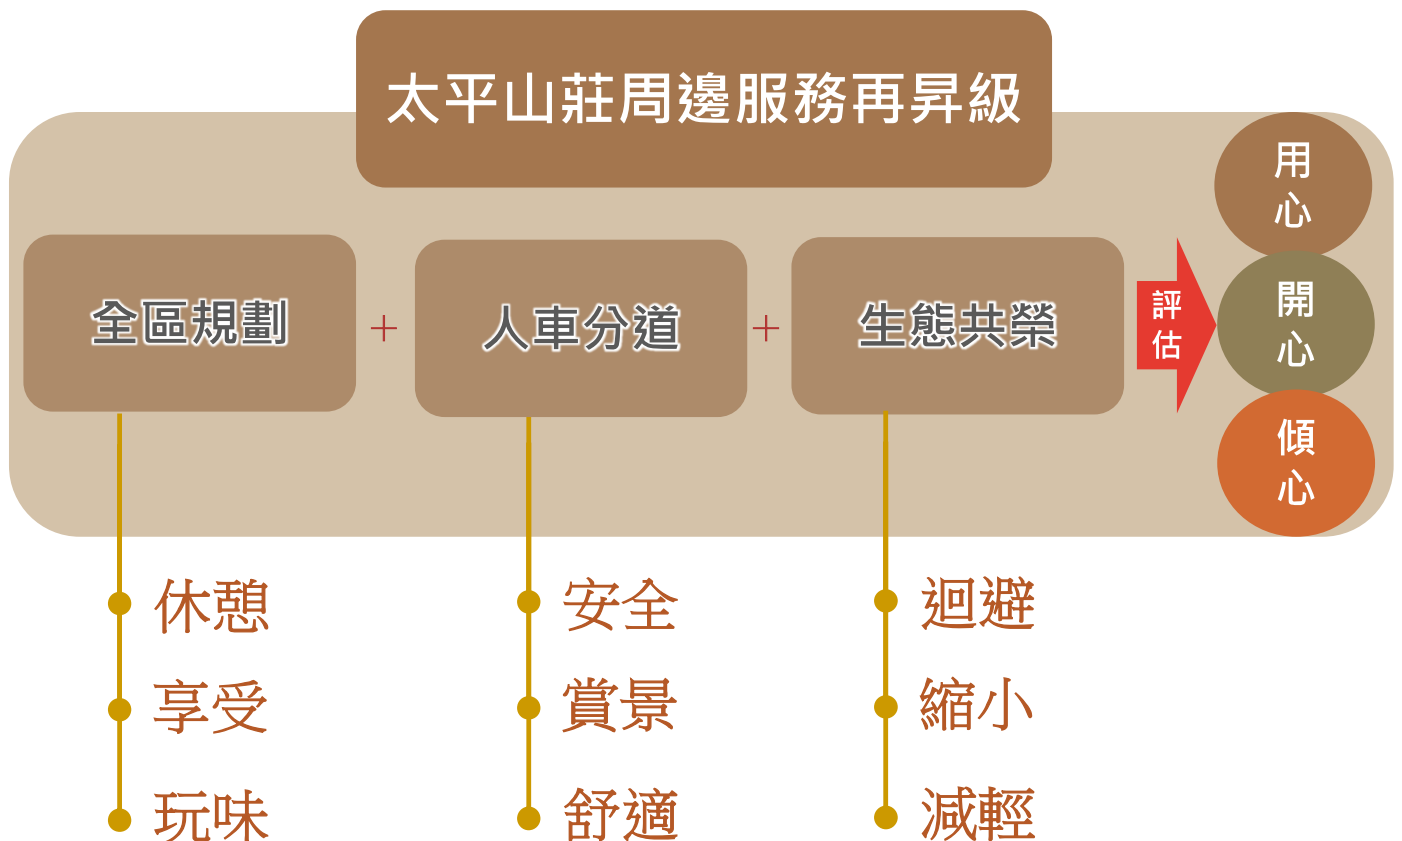 太平山莊周邊服務再昇級
全區規劃
+
人車分道
+
生態共榮
評
估
用
心
開
心
傾
心
休憩
享受
玩味
安全
賞景
舒適
迴避
縮小
減輕